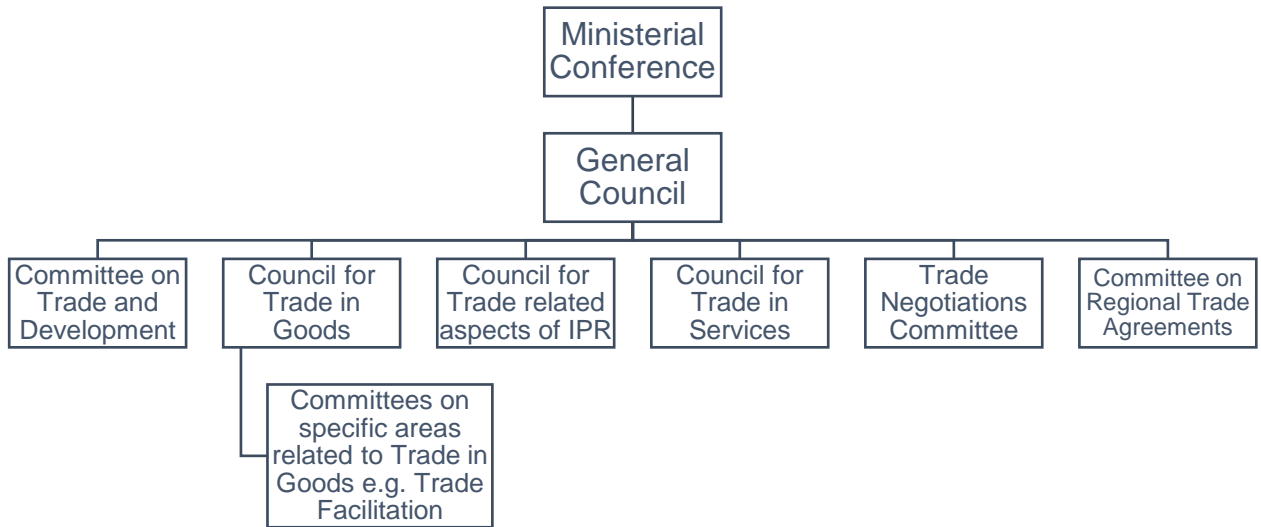 Ministerial
Conference
General
Council
Committee on
Trade and
Development
Council for
Trade in
Goods
Council for
Trade related
aspects of IPR
Council for
Trade in
Services
Trade
Negotiations
Committee
Committee on
Regional Trade
Agreements
Committees on
specific areas
related to Trade in
Goods e.g. Trade
Facilitation